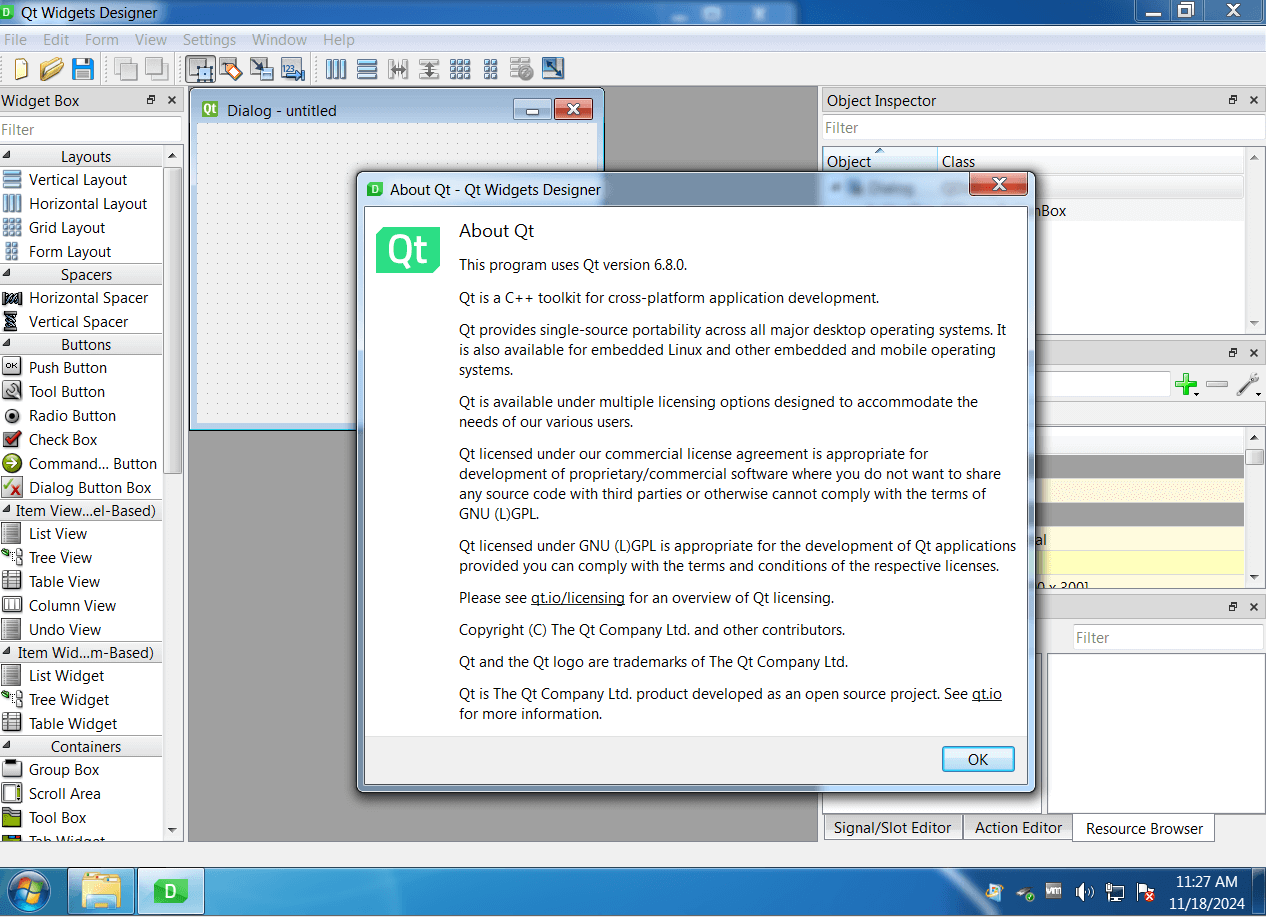 Qt Widgets Designer
File Edit Form View Settings Window Help
Widget Box
Filter
Layouts
Vertical Layout
Horizontal Layout
Grid Layout
Form Layout
Spacers
Horizontal Spacer
Vertical Spacer
Buttons
Push Button
Tool Button
Radio Button
Check Box
Command... Button
Dialog Button Box
Item View...el-Based)
List View
Tree View
Table View
Column View
Undo View
Item Wid...m-Based)
List Widget
Tree Widget
Table Widget
Containers
Group Box
Scroll Area
Tool Box
Tab Widget
Qt Dialog - untitled
Object Inspector
Filter
Object Class
Dialog
nBox
al
0 x 300]
Filter
About Qt - Qt Widgets Designer
Qt
About Qt
This program uses Qt version 6.8.0.
Qt is a C++ toolkit for cross-platform application development.
Qt provides single-source portability across all major desktop operating systems. It
is also available for embedded Linux and other embedded and mobile operating
systems.
Qt is available under multiple licensing options designed to accommodate the
needs of our various users.
Qt licensed under our commercial license agreement is appropriate for
development of proprietary/commercial software where you do not want to share
any source code with third parties or otherwise cannot comply with the terms of
GNU (L)GPL.
Qt licensed under GNU (L)GPL is appropriate for the development of Qt applications
provided you can comply with the terms and conditions of the respective licenses.
Please see qt.io/licensing for an overview of Qt licensing.
Copyright (C) The Qt Company Ltd. and other contributors.
Qt and the Qt logo are trademarks of The Qt Company Ltd.
Qt is The Qt Company Ltd. product developed as an open source project. See qt.io
for more information.
OK
Signal/Slot Editor Action Editor Resource Browser
D
11:27 AM
11/18/2024